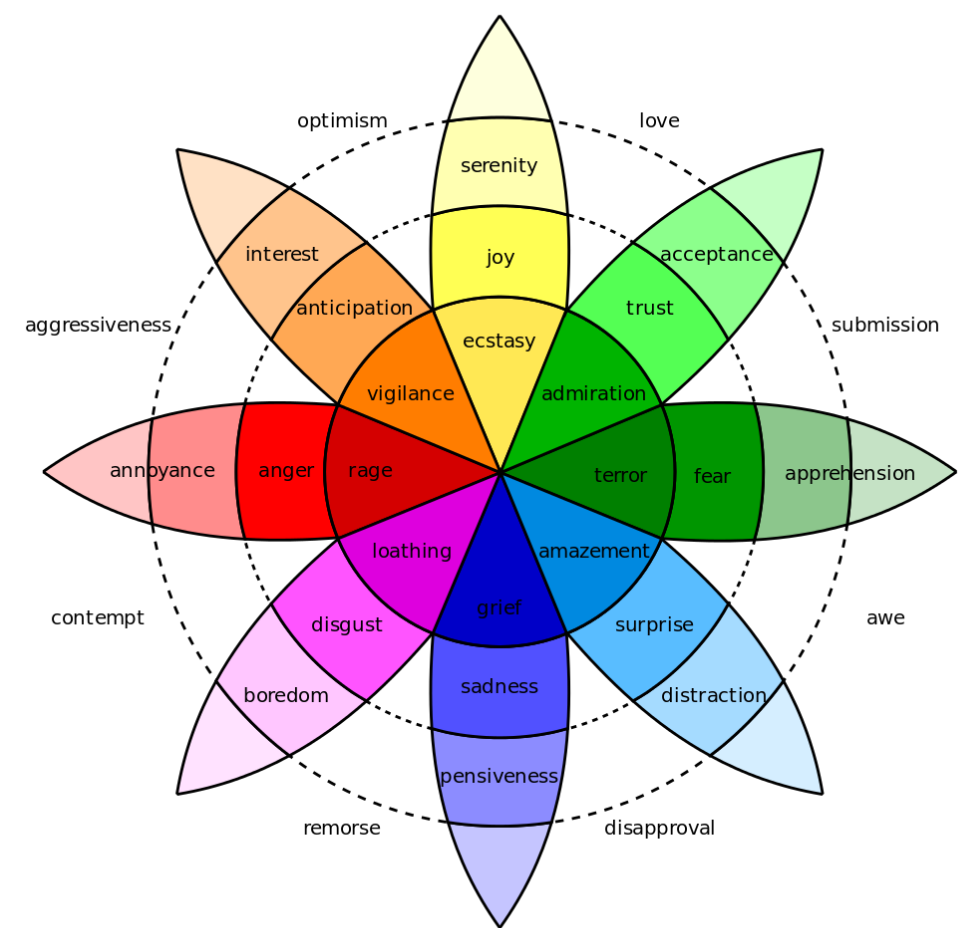 optimism
love
serenity
interest
acceptance
joy
anticipation
trust
aggressiveness
submission
ecstasy
vigilance
admiration
annoyance
anger
rage
terror
fear
apprehension
loathing
amazement
grief
contempt
disgust
surprise
awe
sadness
boredom
distraction
pensiveness
remorse
disapproval